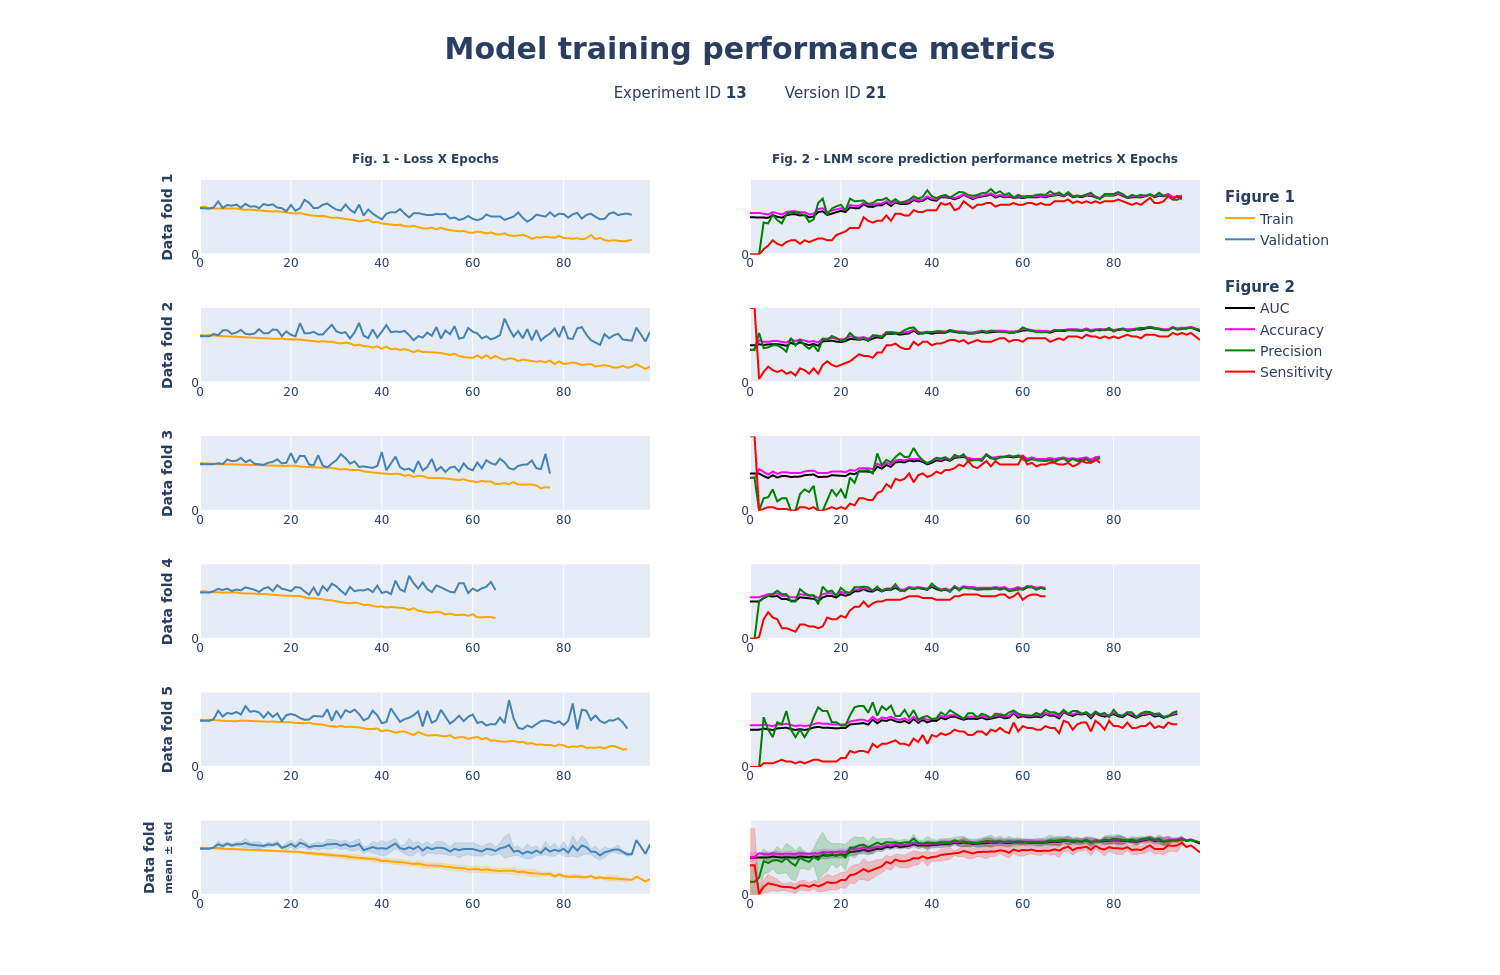 Model training performance metrics
Experiment ID 13 Version ID 21
Fig. 1 - Loss X Epochs
Fig. 2 - LNM score prediction performance metrics X Epochs
Data fold 1
0
0 20 40 60 80
0
0 20 40 60 80
Figure 1
Train
Validation
Figure 2
AUC
Accuracy
Precision
Sensitivity
Data fold 2
0
0 20 40 60 80
0
0 20 40 60 80
Data fold 3
0
0 20 40 60 80
0
0 20 40 60 80
Data fold 4
0
0 20 40 60 80
0
0 20 40 60 80
Data fold 5
0
0 20 40 60 80
0
0 20 40 60 80
Data fold
mean ± std
0
0 20 40 60 80
0
0 20 40 60 80